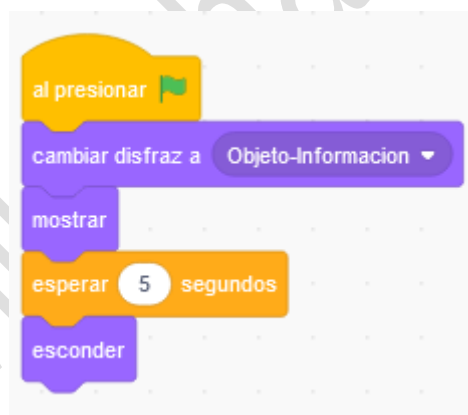 al presionar
cambiar disfraz a Objeto-Informacion
mostrar
esperar 5 segundos
esconder